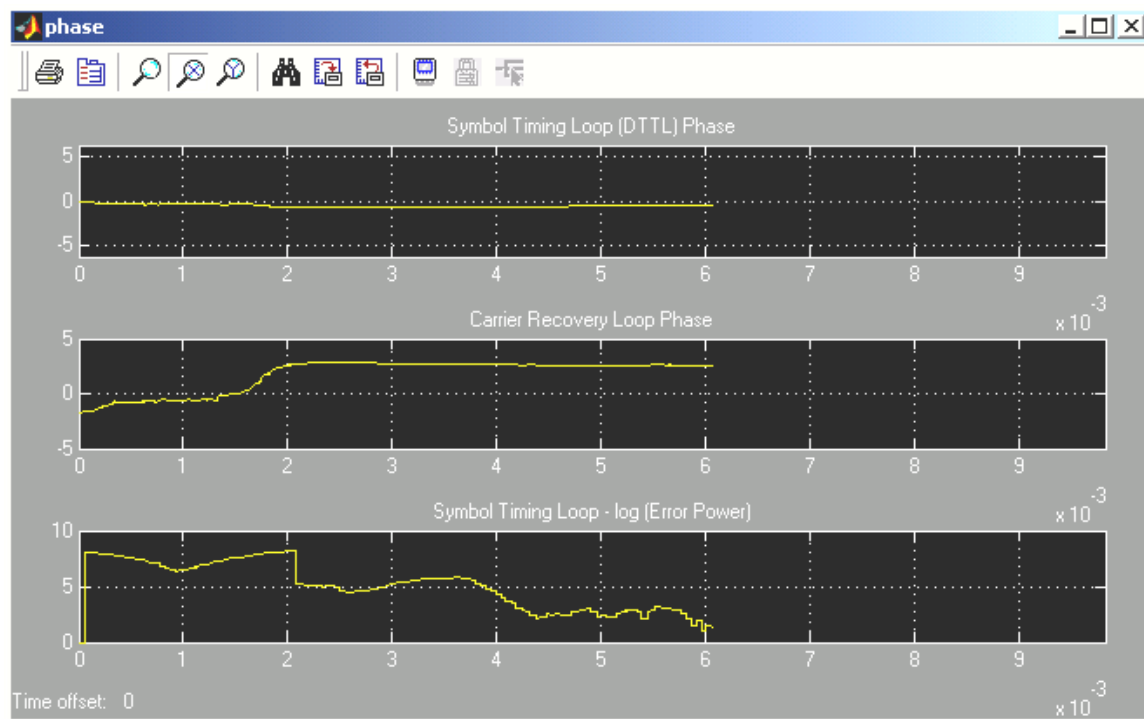 phase
Symbol Timing Loop (DTTL) Phase
5
0
-5
0 1 2 3 4 5 6 7 8 9
x 10^-3
Carrier Recovery Loop Phase
5
0
-5
0 1 2 3 4 5 6 7 8 9
x 10^-3
Symbol Timing Loop - log (Error Power)
10
5
0
0 1 2 3 4 5 6 7 8 9
x 10^-3
Time offset: 0